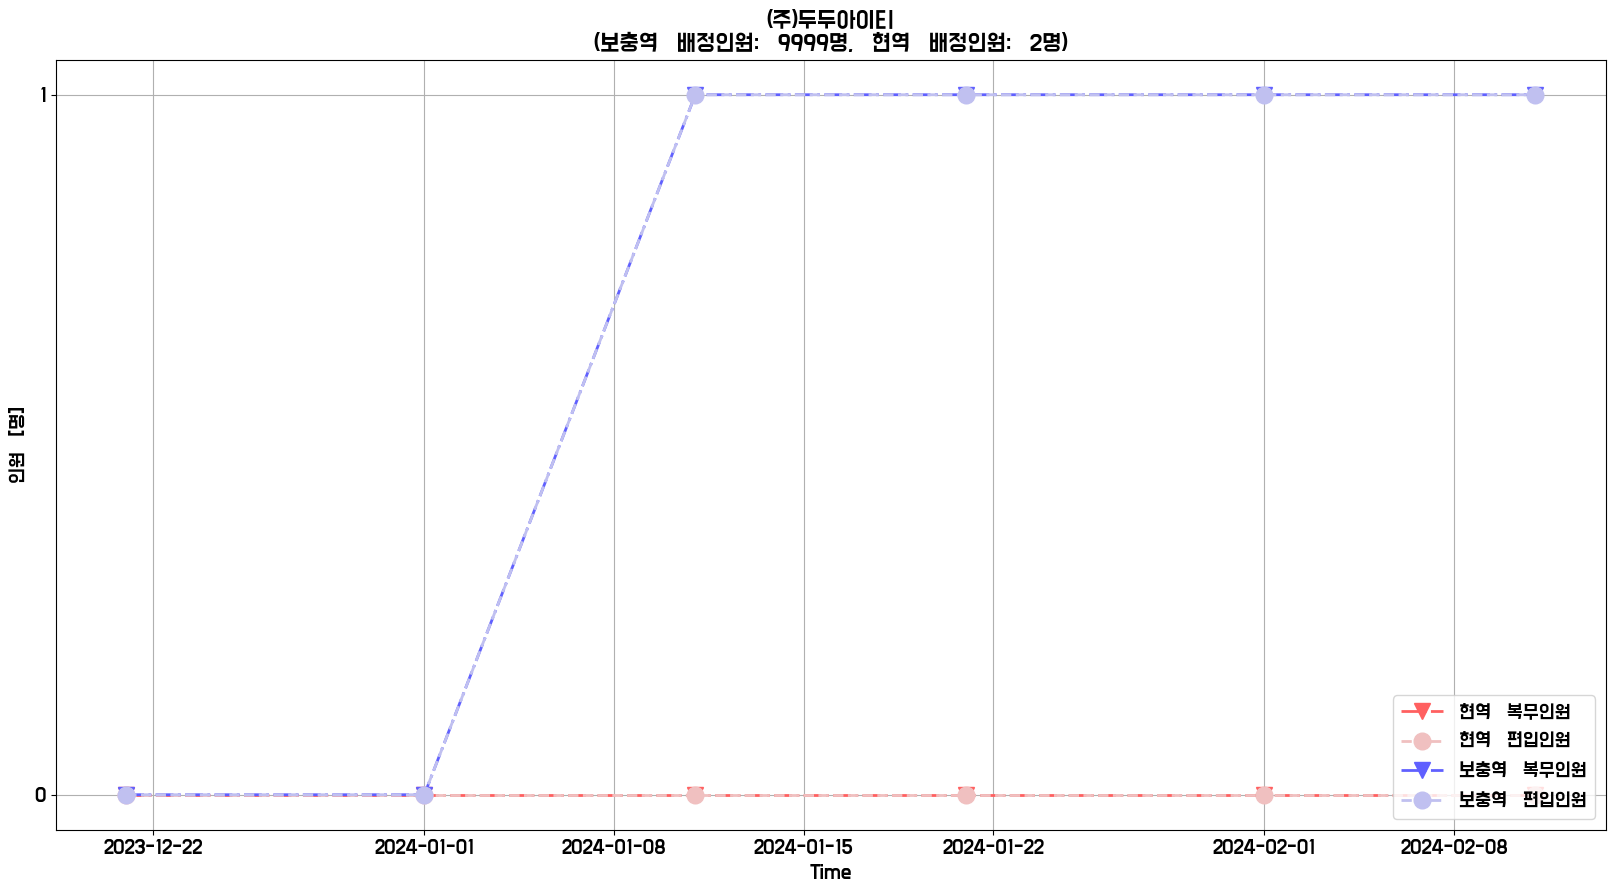 (주)두두아이티
(보충역 배정인원: 9999명, 현역 배정인원: 2명)
1
0
인원 [명]
2023-12-22
2024-01-01
2024-01-08
2024-01-15
2024-01-22
2024-02-01
2024-02-08
Time
현역 복무인원
현역 편입인원
보충역 복무인원
보충역 편입인원